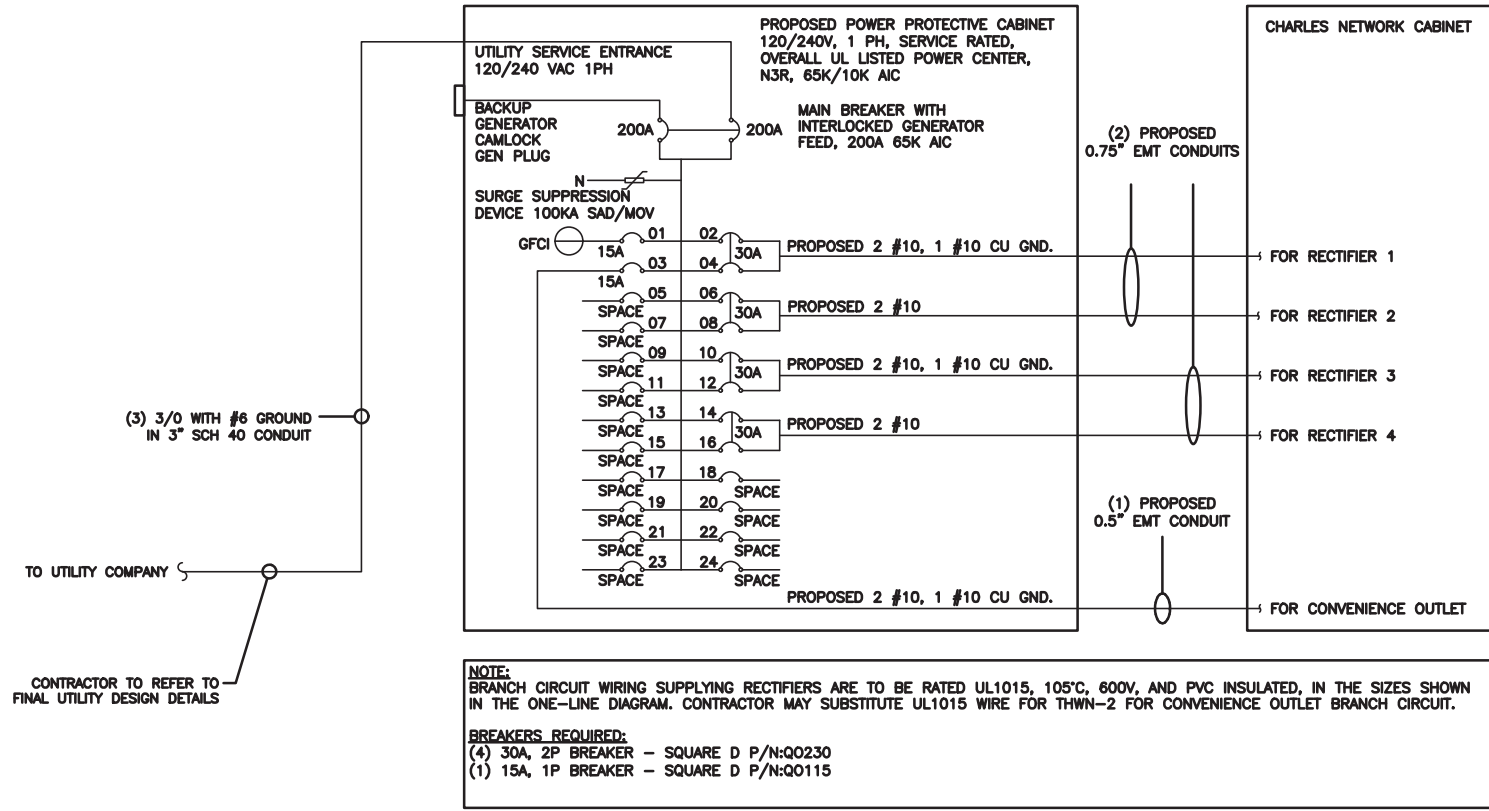 PROPOSED POWER PROTECTIVE CABINET
120/240V, 1 PH, SERVICE RATED,
OVERALL UL LISTED POWER CENTER,
N3R, 65K/10K AIC
CHARLES NETWORK CABINET
UTILITY SERVICE ENTRANCE
120/240 VAC 1PH
BACKUP
GENERATOR
CAMLOCK
GEN PLUG
200A
200A
MAIN BREAKER WITH
INTERLOCKED GENERATOR
FEED, 200A 65K AIC
(2) PROPOSED
0.75" EMT CONDUITS
N
SURGE SUPPRESSION
DEVICE 100KA SAD/MOV
GFCI
15A
01
02
30A
PROPOSED 2 #10, 1 #10 CU GND.
FOR RECTIFIER 1
15A
03
04
SPACE
05
06
30A
PROPOSED 2 #10
FOR RECTIFIER 2
SPACE
07
08
SPACE
09
10
30A
PROPOSED 2 #10, 1 #10 CU GND.
FOR RECTIFIER 3
SPACE
11
12
SPACE
13
14
30A
PROPOSED 2 #10
FOR RECTIFIER 4
SPACE
15
16
SPACE
17
18
SPACE
SPACE
19
20
SPACE
SPACE
21
22
SPACE
SPACE
23
24
SPACE
(3) 3/0 WITH #6 GROUND
IN 3" SCH 40 CONDUIT
(1) PROPOSED
0.5" EMT CONDUIT
TO UTILITY COMPANY
PROPOSED 2 #10, 1 #10 CU GND.
FOR CONVENIENCE OUTLET
CONTRACTOR TO REFER TO
FINAL UTILITY DESIGN DETAILS
NOTE:
BRANCH CIRCUIT WIRING SUPPLYING RECTIFIERS ARE TO BE RATED UL1015, 105°C, 600V, AND PVC INSULATED, IN THE SIZES SHOWN
IN THE ONE-LINE DIAGRAM. CONTRACTOR MAY SUBSTITUTE UL1015 WIRE FOR THWN-2 FOR CONVENIENCE OUTLET BRANCH CIRCUIT.
BREAKERS REQUIRED:
(4) 30A, 2P BREAKER - SQUARE D P/N:QO230
(1) 15A, 1P BREAKER - SQUARE D P/N:QO115